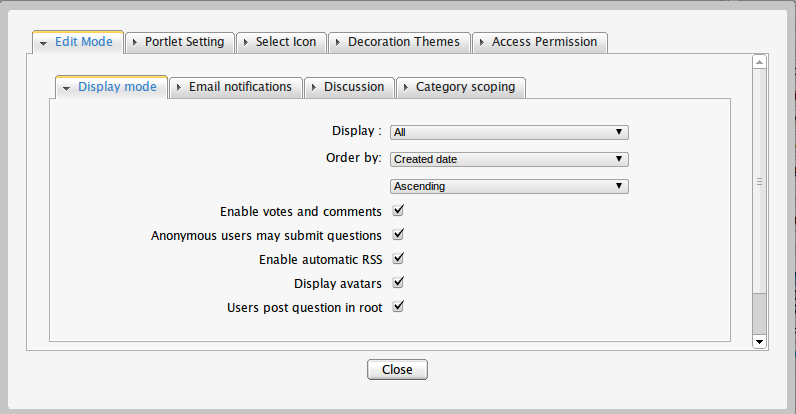 Edit Mode Portlet Setting Select Icon Decoration Themes Access Permission
Display mode Email notifications Discussion Category scoping
Display : All
Order by: Created date
Ascending
Enable votes and comments
Anonymous users may submit questions
Enable automatic RSS
Display avatars
Users post question in root
Close